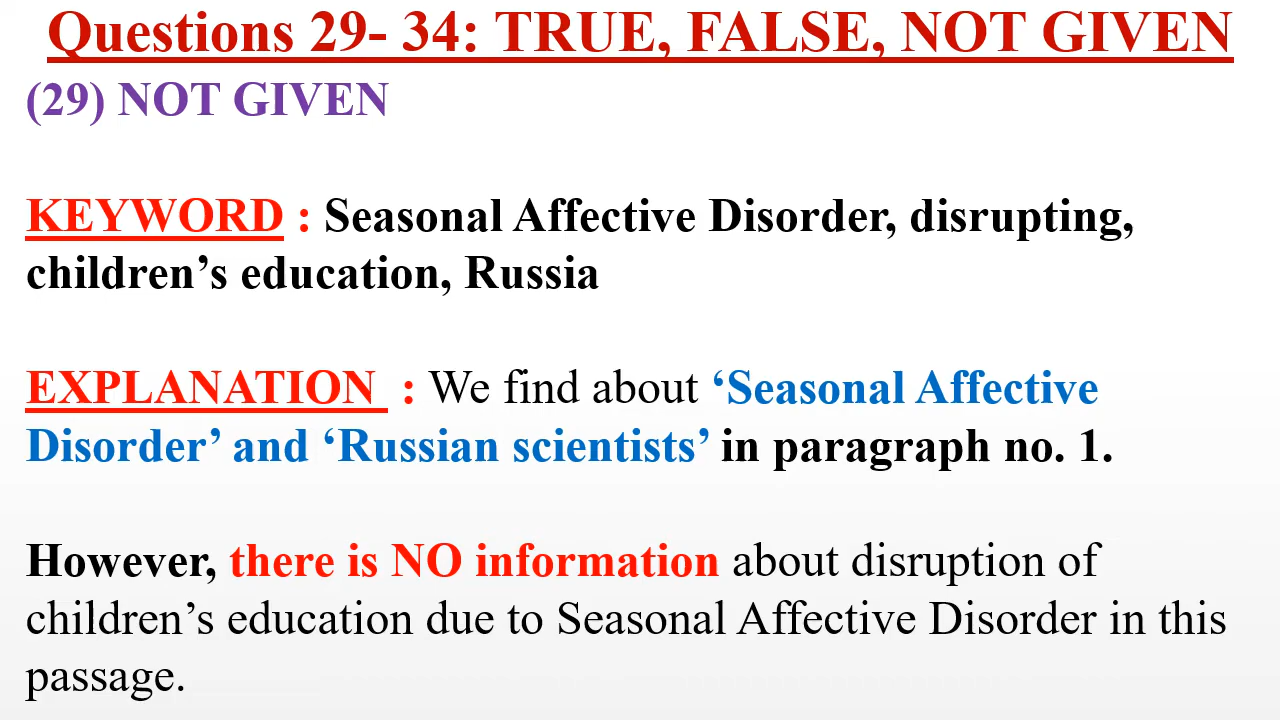 Questions 29- 34: TRUE, FALSE, NOT GIVEN
(29) NOT GIVEN
KEYWORD : Seasonal Affective Disorder, disrupting,
children’s education, Russia
EXPLANATION : We find about ‘Seasonal Affective
Disorder’ and ‘Russian scientists’ in paragraph no. 1.
However, there is NO information about disruption of
children’s education due to Seasonal Affective Disorder in this
passage.